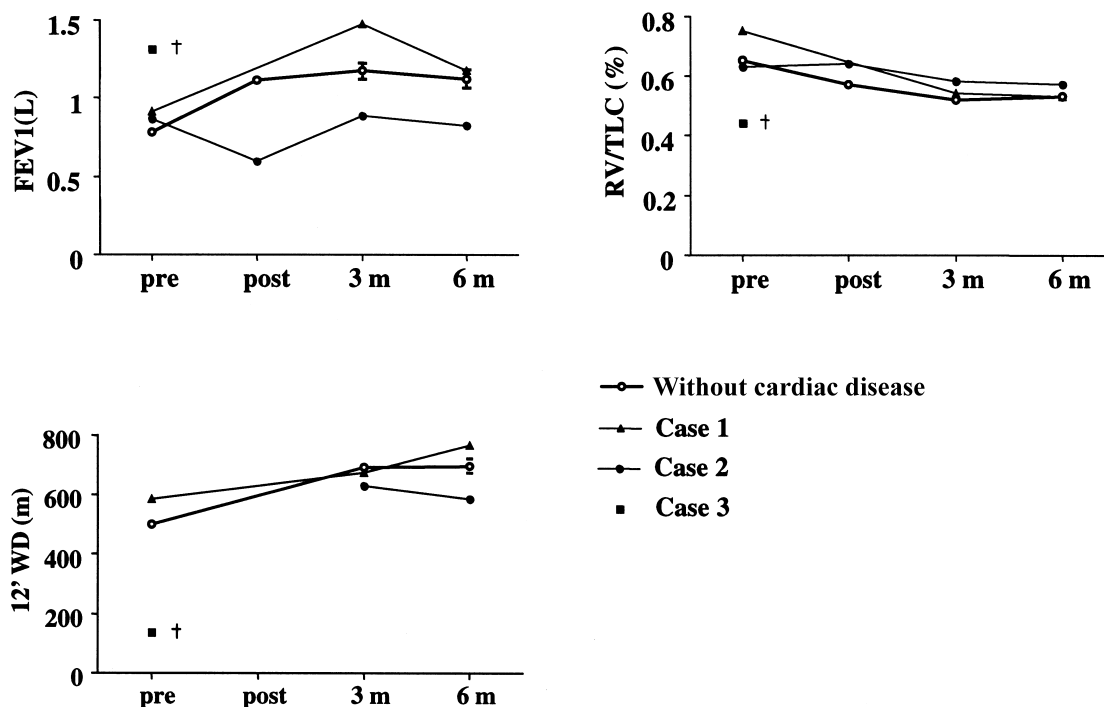 FEV1(L)
1.5
1
0.5
0
†
pre post 3 m 6 m
RV/TLC (%)
0.8
0.6
0.4
0.2
0
†
pre post 3 m 6 m
12' WD (m)
800
600
400
200
0
†
pre post 3 m 6 m
Without cardiac disease
Case 1
Case 2
Case 3